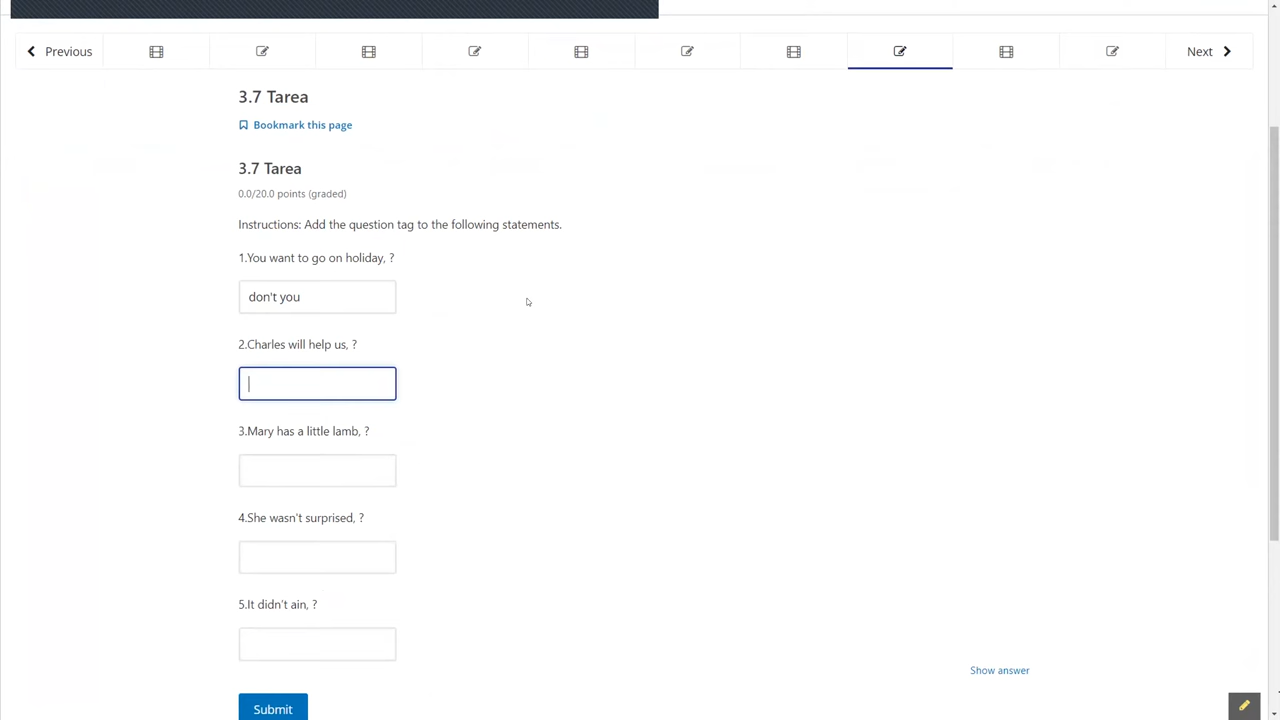 Previous
Next
3.7 Tarea
Bookmark this page
3.7 Tarea
0.0/20.0 points (graded)
Instructions: Add the question tag to the following statements.
1.You want to go on holiday, ?
don't you
2.Charles will help us, ?
3.Mary has a little lamb, ?
4.She wasn't surprised, ?
5.It didn't ain, ?
Show answer
Submit